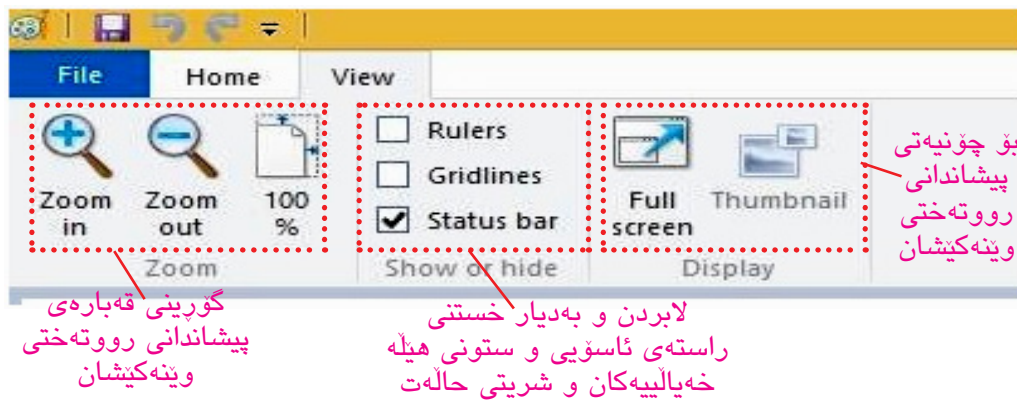 File Home View
Rulers
Gridlines
Status bar
Zoom in
Zoom out
100 %
Full screen
Thumbnail
Zoom
Show or hide
Display
بۆ چۆنیەتی
پیشاندانی
رووتەختی
وێنەکێشان
گۆڕینی قەبارەی
پیشاندانی رووتەختی
وێنەکێشان
لابردن و بەدیار خستنی
راستەی ئاسۆیی و ستونی هێڵە
خەیاڵییەکان و شریتی حاڵەت